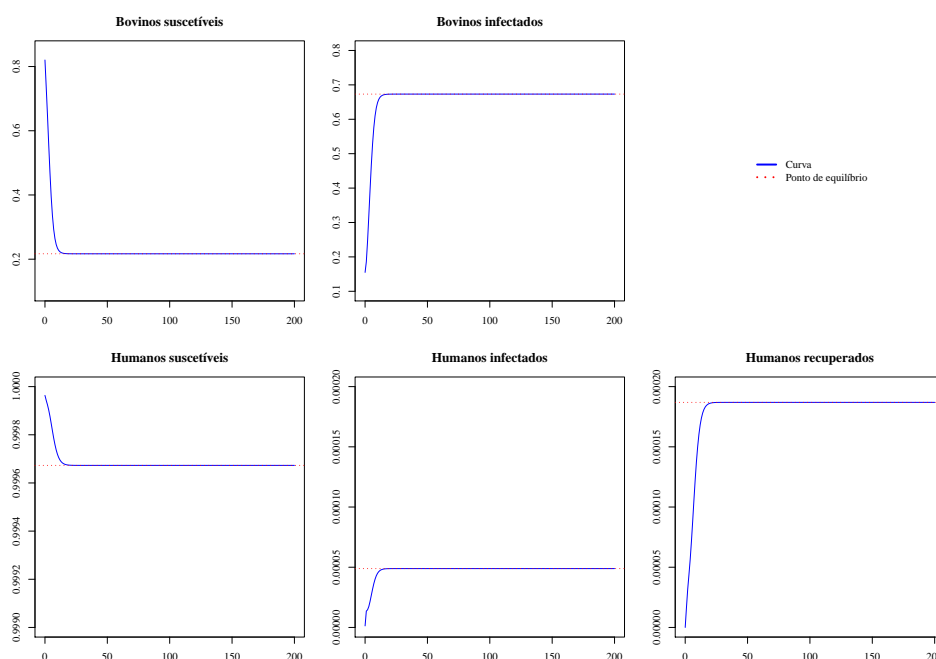 Bovinos suscetíveis
0.2 0.4 0.6 0.8
0 50 100 150 200
Bovinos infectados
0.1 0.2 0.3 0.4 0.5 0.6 0.7 0.8
0 50 100 150 200
Curva
Ponto de equilíbrio
Humanos suscetíveis
0.9990 0.9992 0.9994 0.9996 0.9998 1.0000
0 50 100 150 200
Humanos infectados
0.00000 0.00005 0.00010 0.00015 0.00020
0 50 100 150 200
Humanos recuperados
0.00000 0.00005 0.00010 0.00015 0.00020
0 50 100 150 200